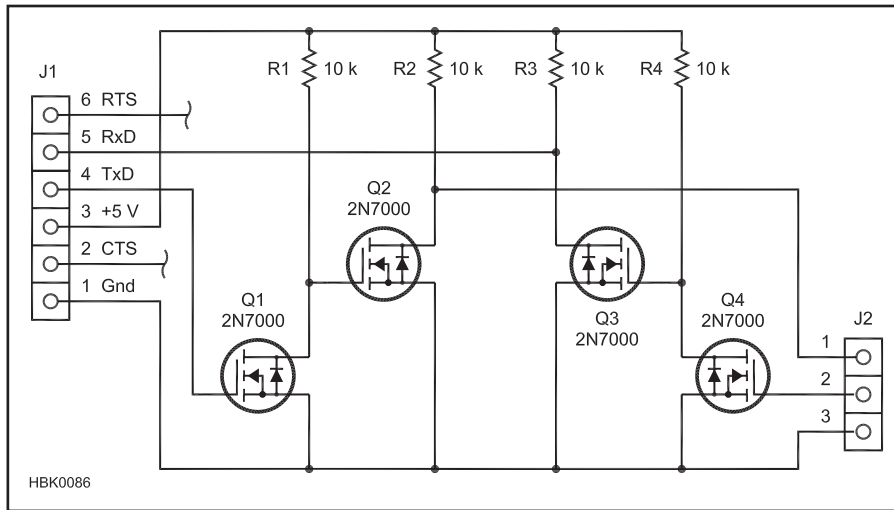 R1 10 k R2 10 k R3 10 k R4 10 k
J1
6 RTS
5 RxD
4 TxD
3 +5 V
2 CTS
1 Gnd
Q2
2N7000
Q1
2N7000
Q3
2N7000
Q4
2N7000
J2
1
2
3
HBK0086